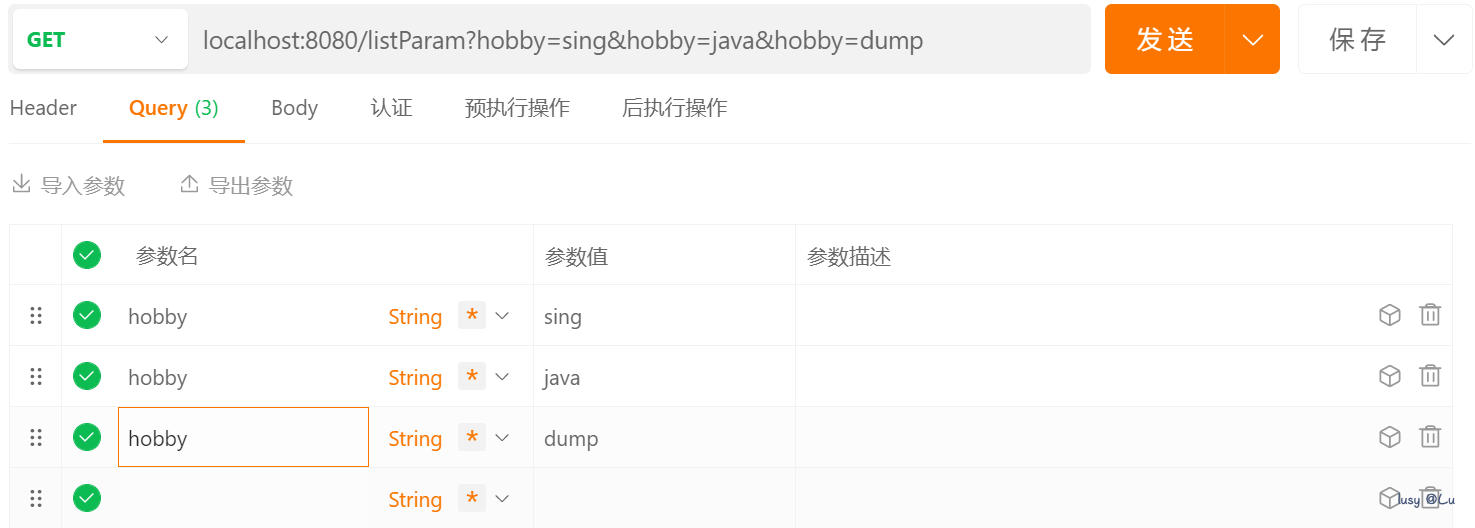 GET localhost:8080/listParam?hobby=sing&hobby=java&hobby=dump 发送 保存
Header Query (3) Body 认证 预执行操作 后执行操作
导入参数 导出参数
参数名 参数值 参数描述
hobby String * sing
hobby String * java
hobby String * dump
String *
lusy @Lu